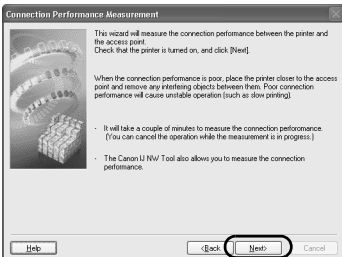 Connection Performance Measurement
This wizard will measure the connection performance between the printer and
the access point.
Check that the printer is turned on, and click [Next].
When the connection performance is poor, place the printer closer to the access
point and remove any interfering objects between them. Poor connection
performance will cause unstable operation (such as slow printing).
- It will take a couple of minutes to measure the connection performance.
(You can cancel the operation while the measurement is in progress.)
- The Canon IJ NW Tool also allows you to measure the connection
performance.
Help
<Back
Next>
Cancel